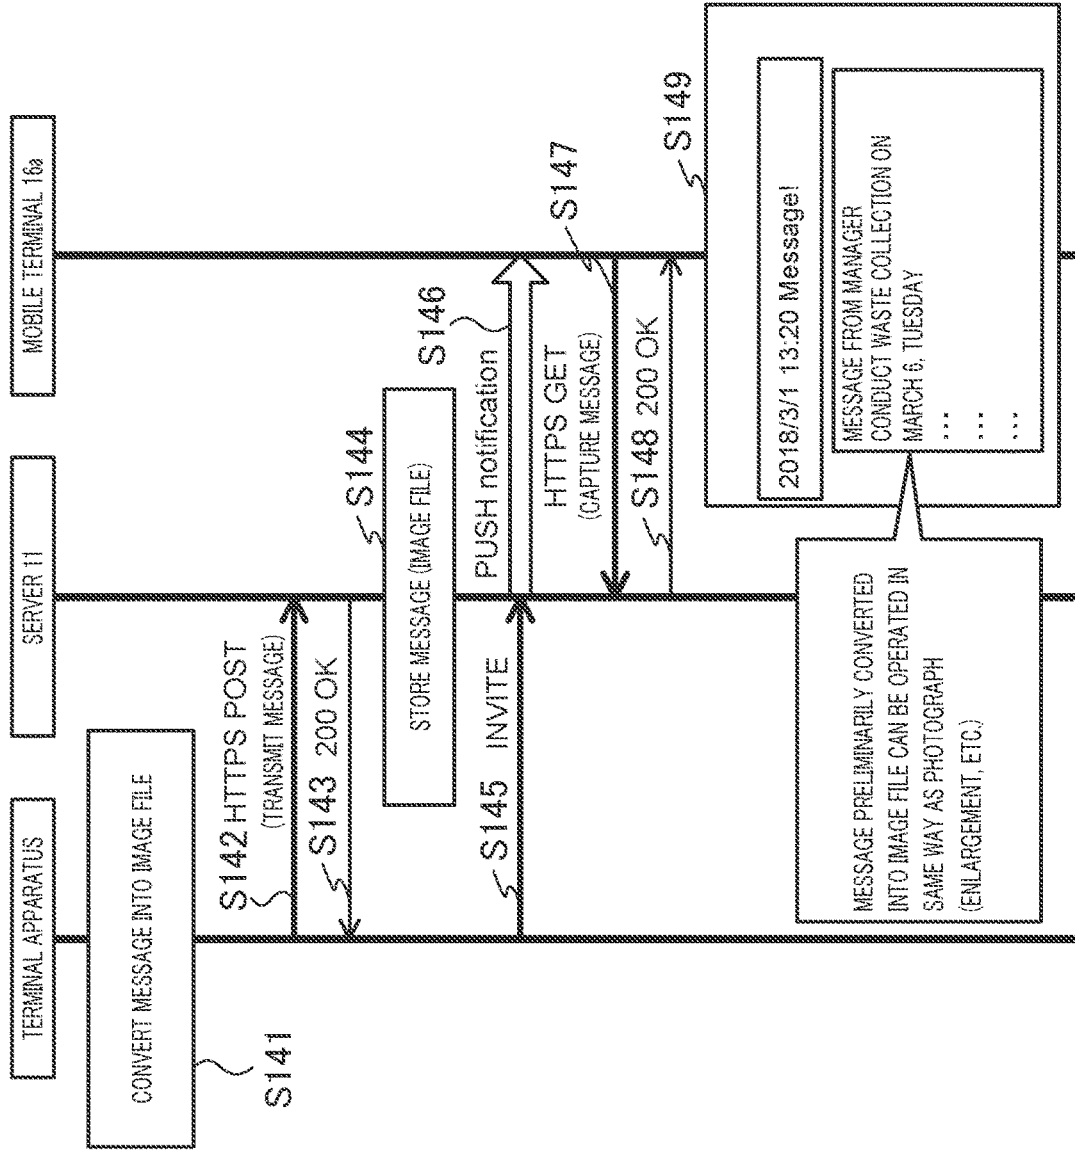 TERMINAL APPARATUS
SERVER 11
MOBILE TERMINAL 16a
CONVERT MESSAGE INTO IMAGE FILE
S141
S142 HTTPS POST
(TRANSMIT MESSAGE)
S143 200 OK
S144
STORE MESSAGE (IMAGE FILE)
S145 INVITE
S146
PUSH notification
S147
HTTPS GET
(CAPTURE MESSAGE)
S148 200 OK
S149
2018/3/1 13:20 Message!
MESSAGE FROM MANAGER
CONDUCT WASTE COLLECTION ON
MARCH 6, TUESDAY
...
...
...
MESSAGE PRELIMINARILY CONVERTED
INTO IMAGE FILE CAN BE OPERATED IN
SAME WAY AS PHOTOGRAPH
(ENLARGEMENT, ETC.)